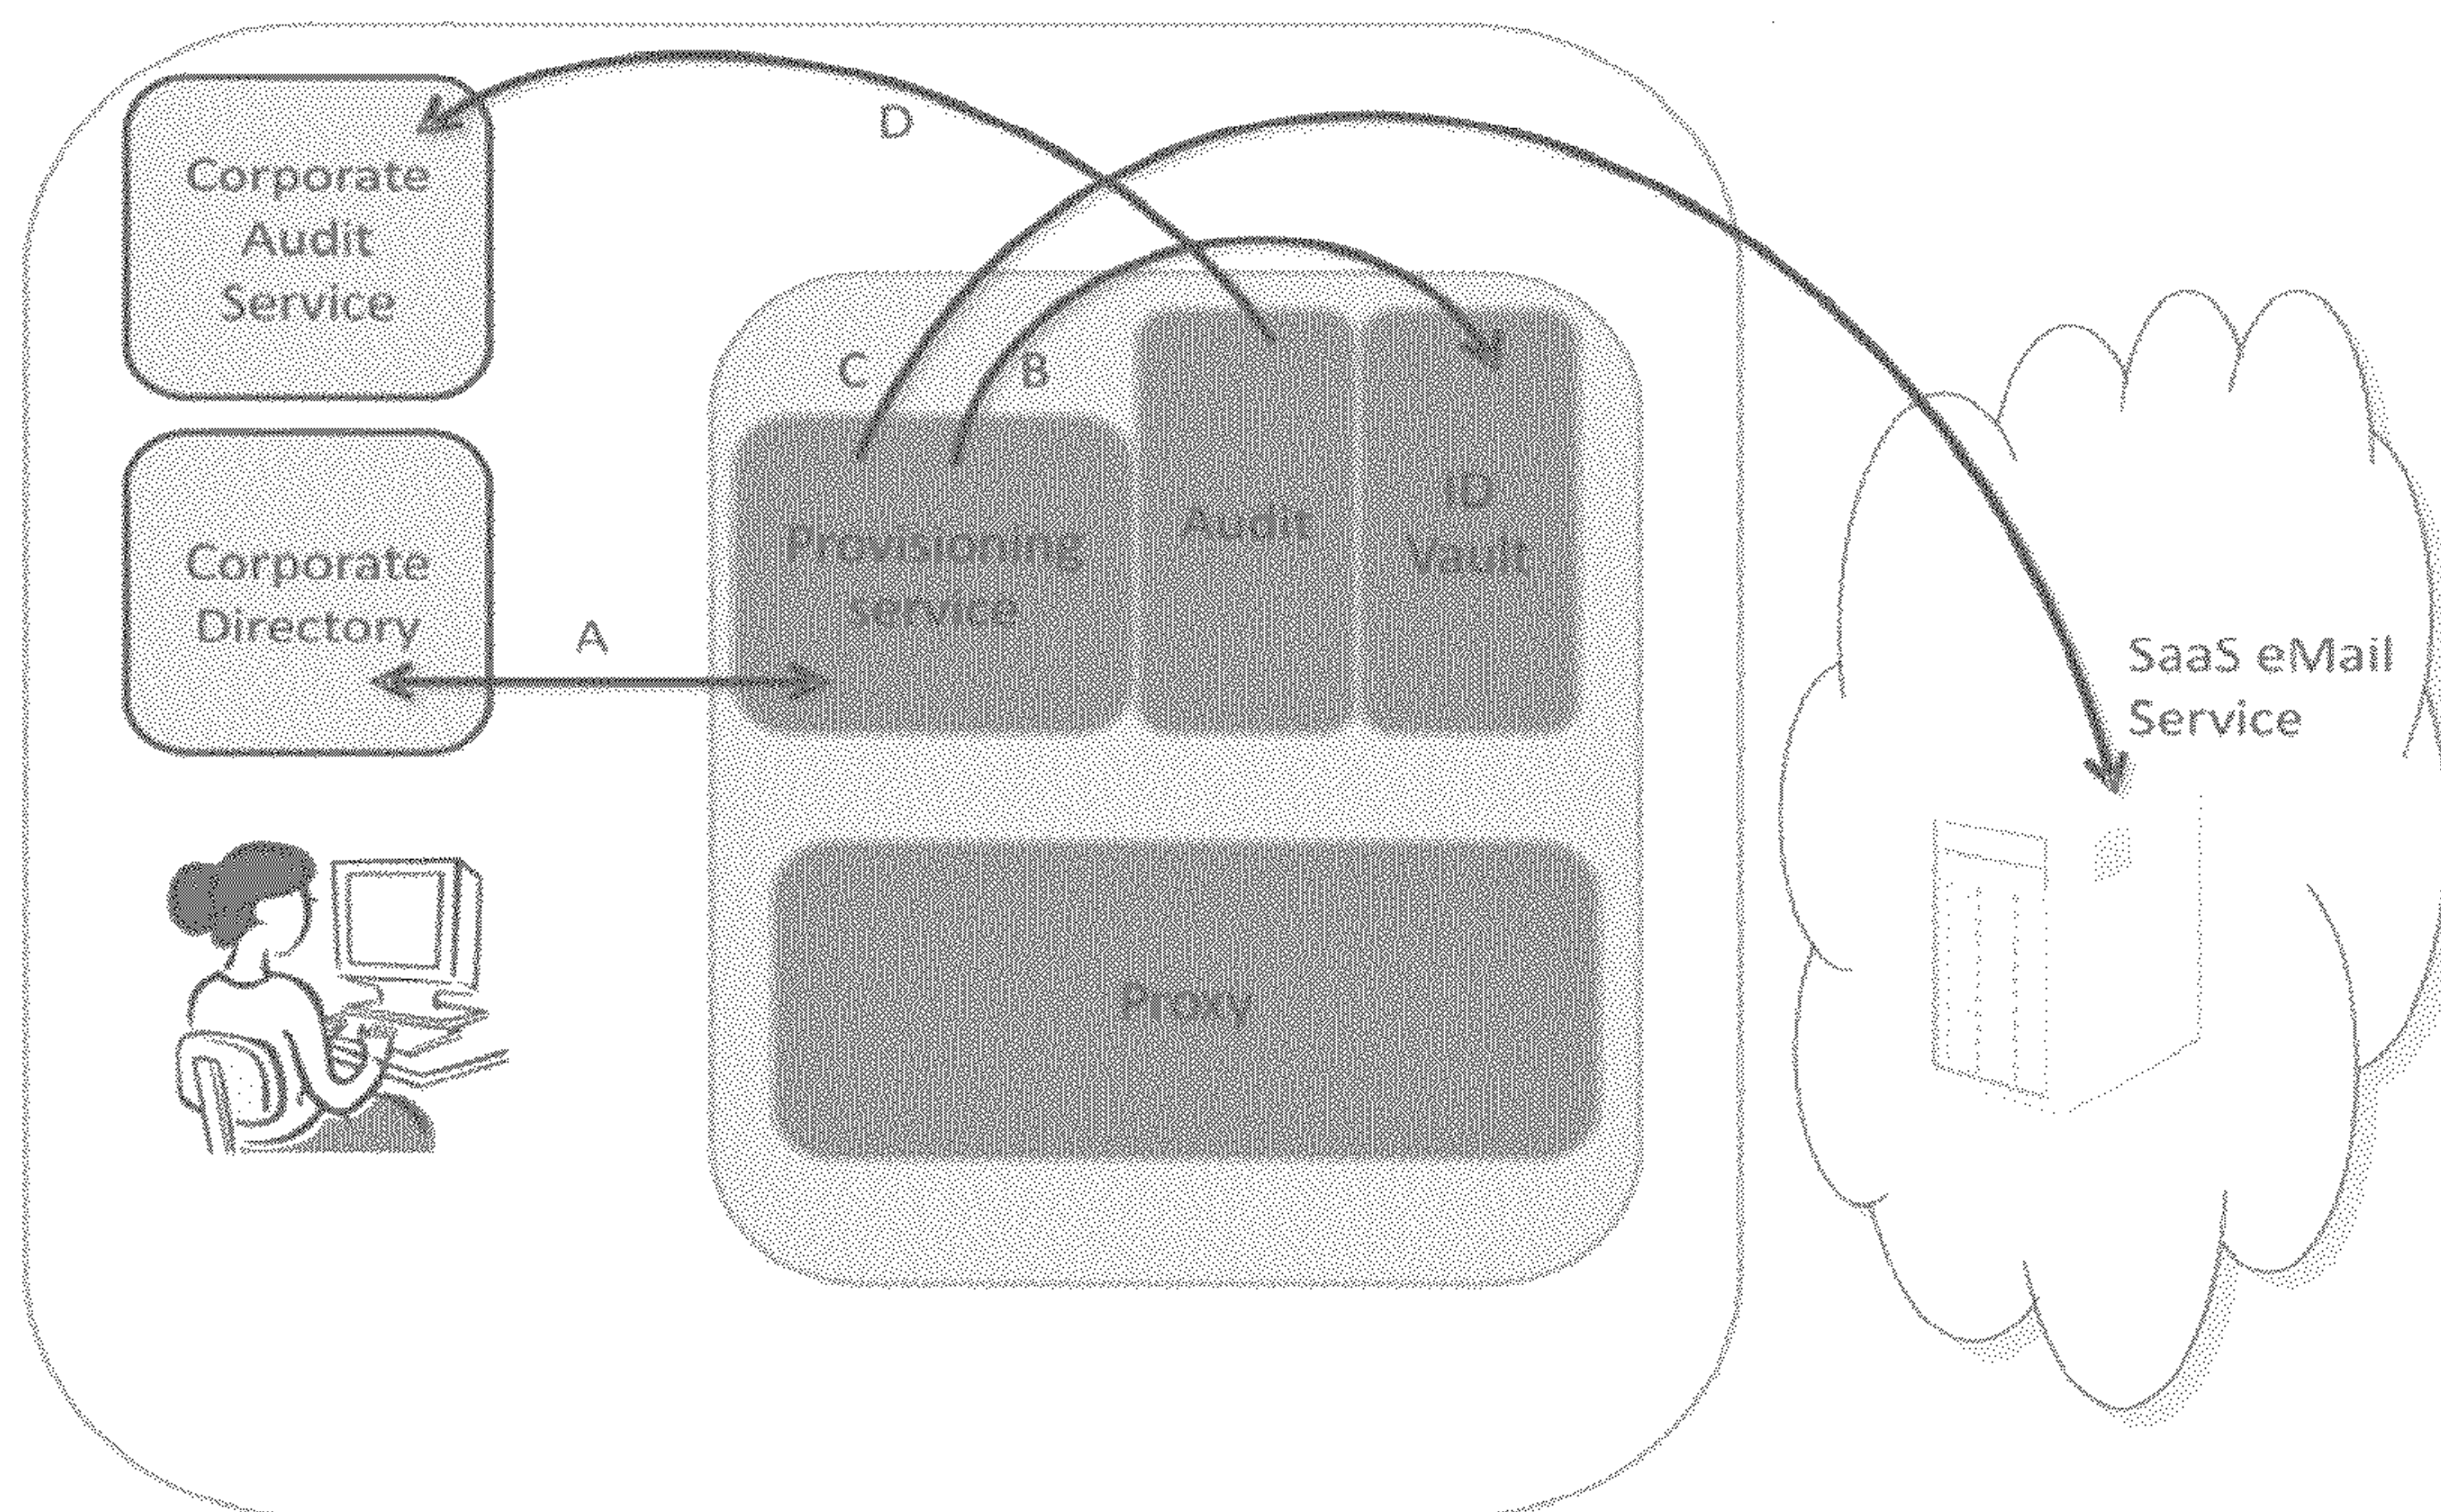 Corporate
Audit
Service
D
C
B
Corporate
Directory
A
Provisioning
service
Audit
ID
Vault
SaaS eMail
Service
Proxy